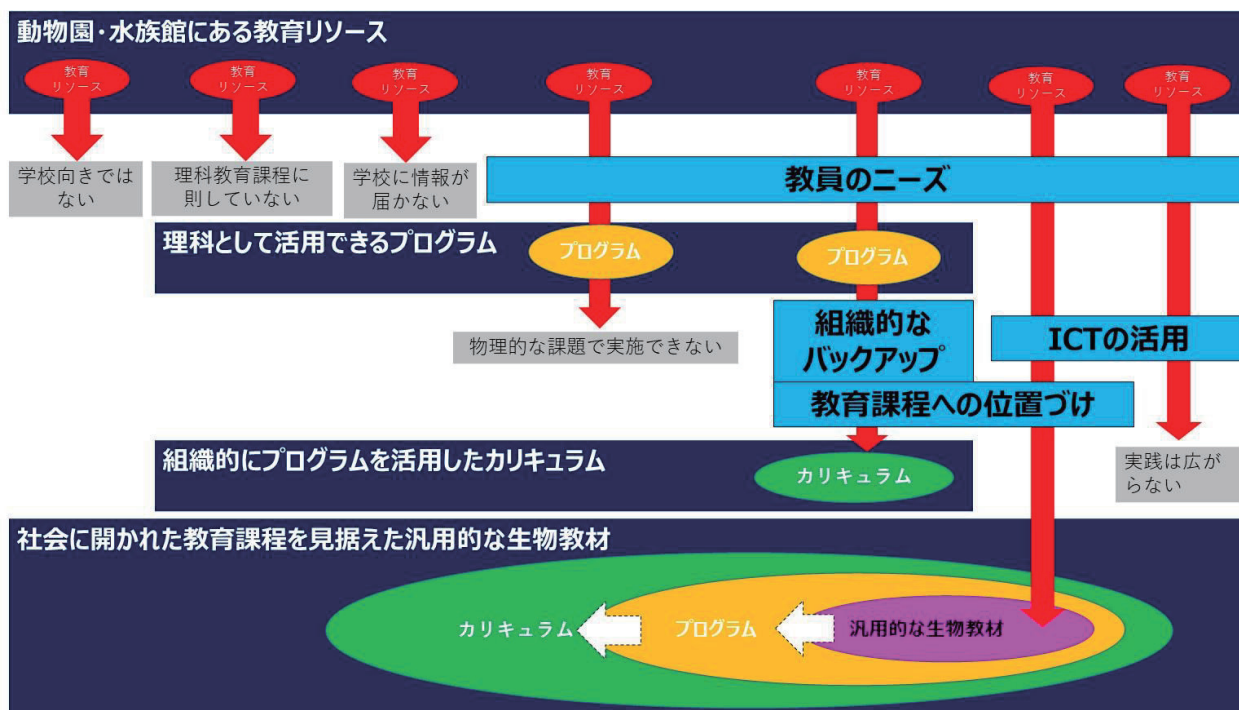 動物園・水族館にある教育リソース
教育
リソース
教育
リソース
教育
リソース
教育
リソース
教育
リソース
教育
リソース
教育
リソース
学校向きでは
ない
理科教育課程に
則していない
学校に情報が
届かない
教員のニーズ
理科として活用できるプログラム
プログラム
プログラム
物理的な課題で実施できない
組織的な
バックアップ
ICTの活用
教育課程への位置づけ
組織的にプログラムを活用したカリキュラム
カリキュラム
実践は広が
らない
社会に開かれた教育課程を見据えた汎用的な生物教材
カリキュラム
プログラム
汎用的な生物教材